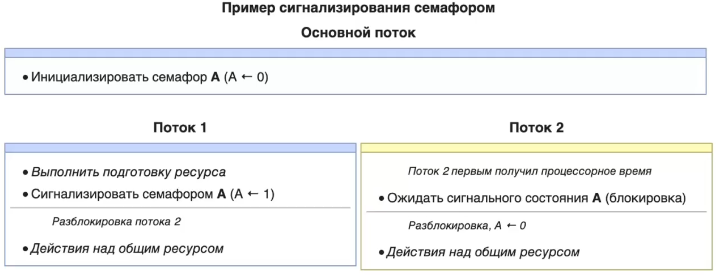 Пример сигнализирования семафором
Основной поток
• Инициализировать семафор A (A ← 0)
Поток 1
• Выполнить подготовку ресурса
• Сигнализировать семафором A (A ← 1)
Разблокировка потока 2
• Действия над общим ресурсом
Поток 2
Поток 2 первым получил процессорное время
• Ожидать сигнального состояния A (блокировка)
Разблокировка, A ← 0
• Действия над общим ресурсом